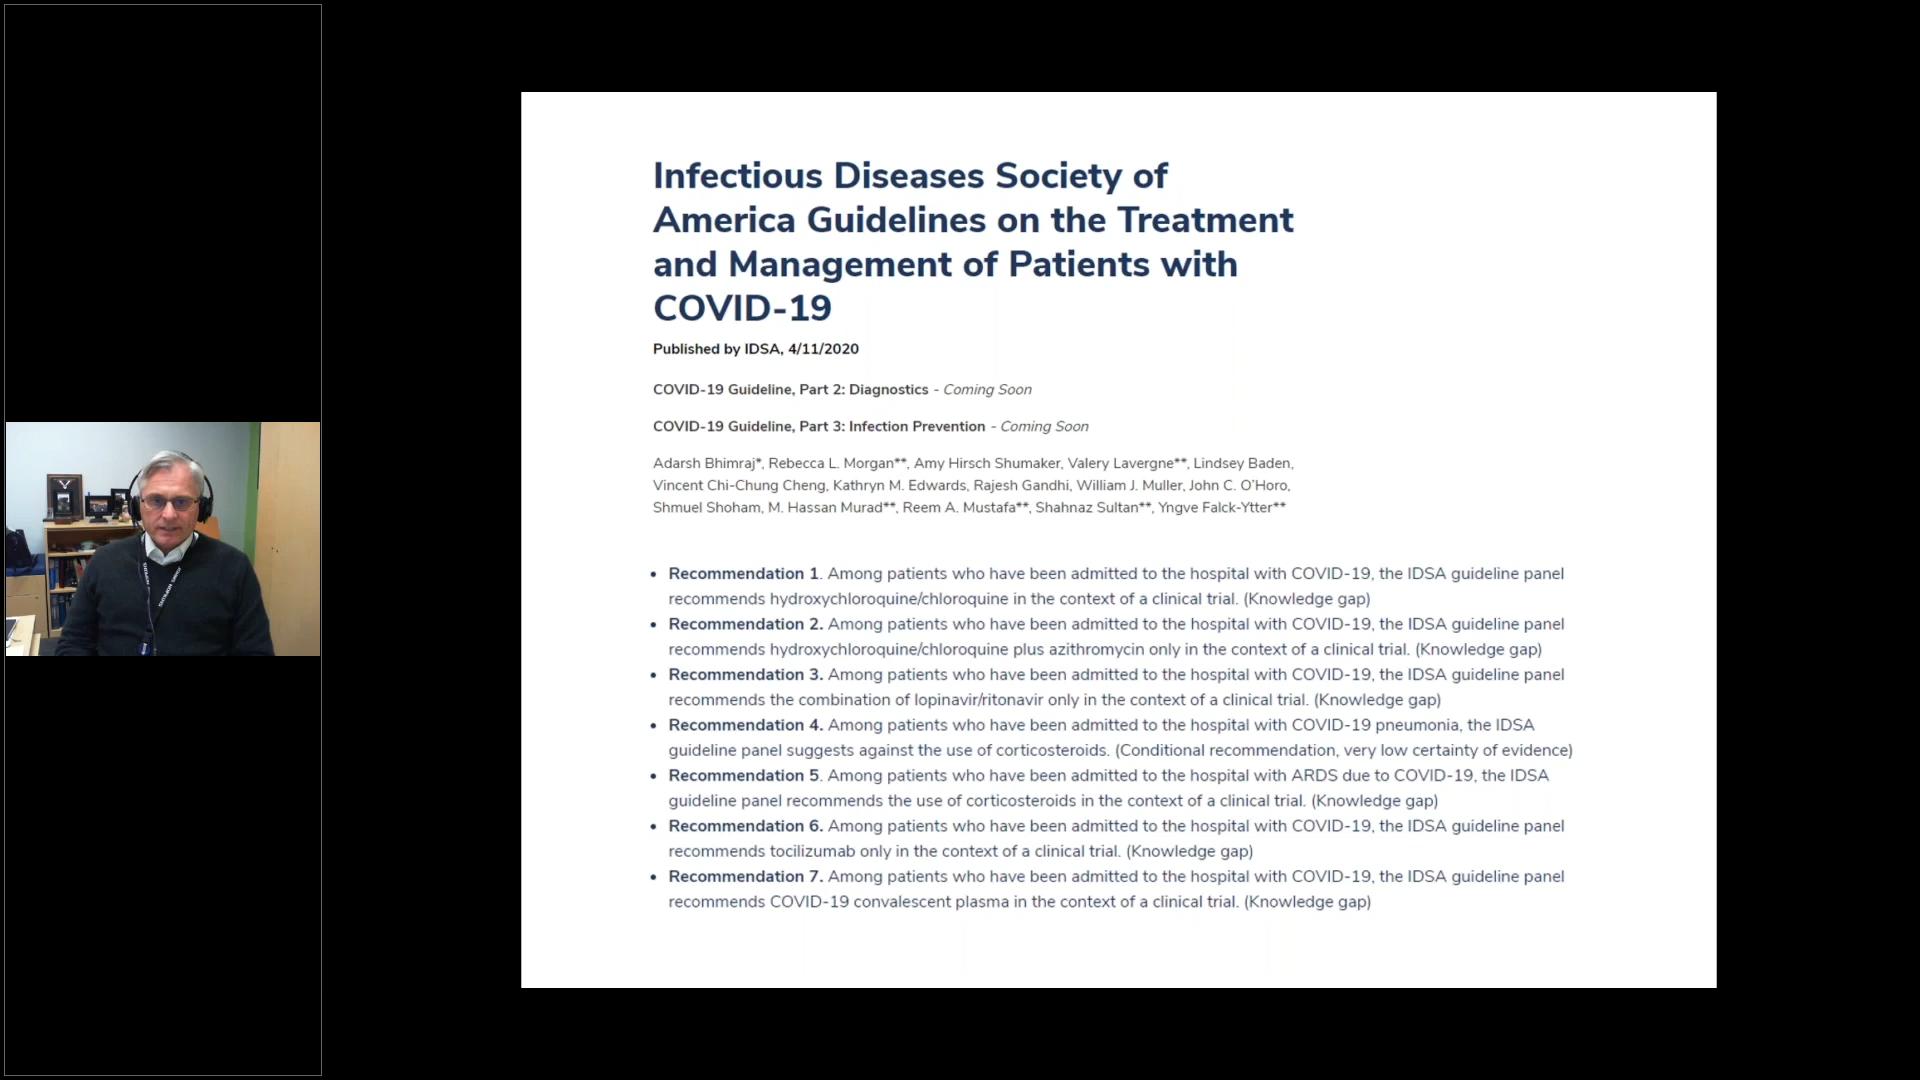 Infectious Diseases Society of
America Guidelines on the Treatment
and Management of Patients with
COVID-19
Published by IDSA, 4/11/2020
COVID-19 Guideline, Part 2: Diagnostics - Coming Soon
COVID-19 Guideline, Part 3: Infection Prevention - Coming Soon
Adarsh Bhimraj*, Rebecca L. Morgan**, Amy Hirsch Shumaker, Valery Lavergne**, Lindsey Baden,
Vincent Chi-Chung Cheng, Kathryn M. Edwards, Rajesh Gandhi, William J. Muller, John C. O'Horo,
Shmuel Shoham, M. Hassan Murad**, Reem A. Mustafa**, Shahnaz Sultan**, Yngve Falck-Ytter**
• Recommendation 1. Among patients who have been admitted to the hospital with COVID-19, the IDSA guideline panel
recommends hydroxychloroquine/chloroquine in the context of a clinical trial. (Knowledge gap)
• Recommendation 2. Among patients who have been admitted to the hospital with COVID-19, the IDSA guideline panel
recommends hydroxychloroquine/chloroquine plus azithromycin only in the context of a clinical trial. (Knowledge gap)
• Recommendation 3. Among patients who have been admitted to the hospital with COVID-19, the IDSA guideline panel
recommends the combination of lopinavir/ritonavir only in the context of a clinical trial. (Knowledge gap)
• Recommendation 4. Among patients who have been admitted to the hospital with COVID-19 pneumonia, the IDSA
guideline panel suggests against the use of corticosteroids. (Conditional recommendation, very low certainty of evidence)
• Recommendation 5. Among patients who have been admitted to the hospital with ARDS due to COVID-19, the IDSA
guideline panel recommends the use of corticosteroids in the context of a clinical trial. (Knowledge gap)
• Recommendation 6. Among patients who have been admitted to the hospital with COVID-19, the IDSA guideline panel
recommends tocilizumab only in the context of a clinical trial. (Knowledge gap)
• Recommendation 7. Among patients who have been admitted to the hospital with COVID-19, the IDSA guideline panel
recommends COVID-19 convalescent plasma in the context of a clinical trial. (Knowledge gap)